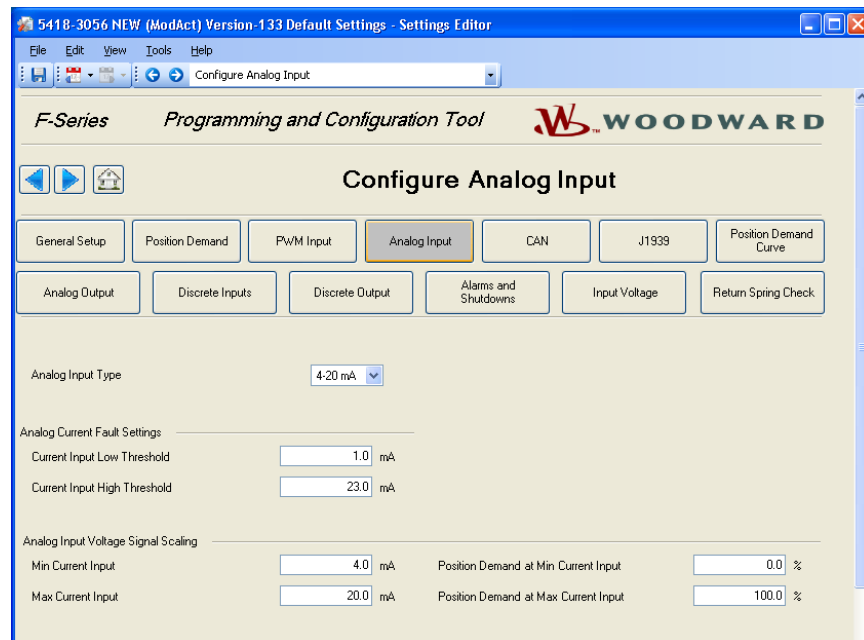 5418-3056 NEW (ModAct) Version-133 Default Settings - Settings Editor
File Edit View Tools Help
Configure Analog Input
F-Series Programming and Configuration Tool WOODWARD
Configure Analog Input
General Setup Position Demand PWM Input Analog Input CAN J1939 Position Demand Curve
Analog Output Discrete Inputs Discrete Output Alarms and Shutdowns Input Voltage Return Spring Check
Analog Input Type 4-20 mA
Analog Current Fault Settings
Current Input Low Threshold 1.0 mA
Current Input High Threshold 23.0 mA
Analog Input Voltage Signal Scaling
Min Current Input 4.0 mA Position Demand at Min Current Input 0.0 %
Max Current Input 20.0 mA Position Demand at Max Current Input 100.0 %